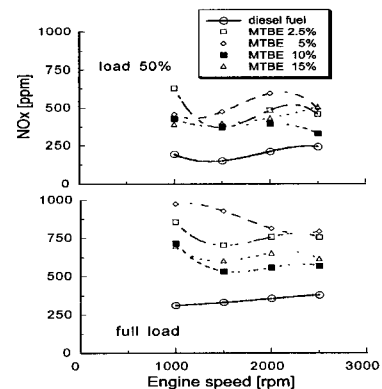 diesel fuel
MTBE 2.5%
MTBE 5%
MTBE 10%
MTBE 15%
load 50%
NOx [ppm]
750
500
250
0
1000
750
500
250
0
full load
0 1000 2000 3000
Engine speed [rpm]